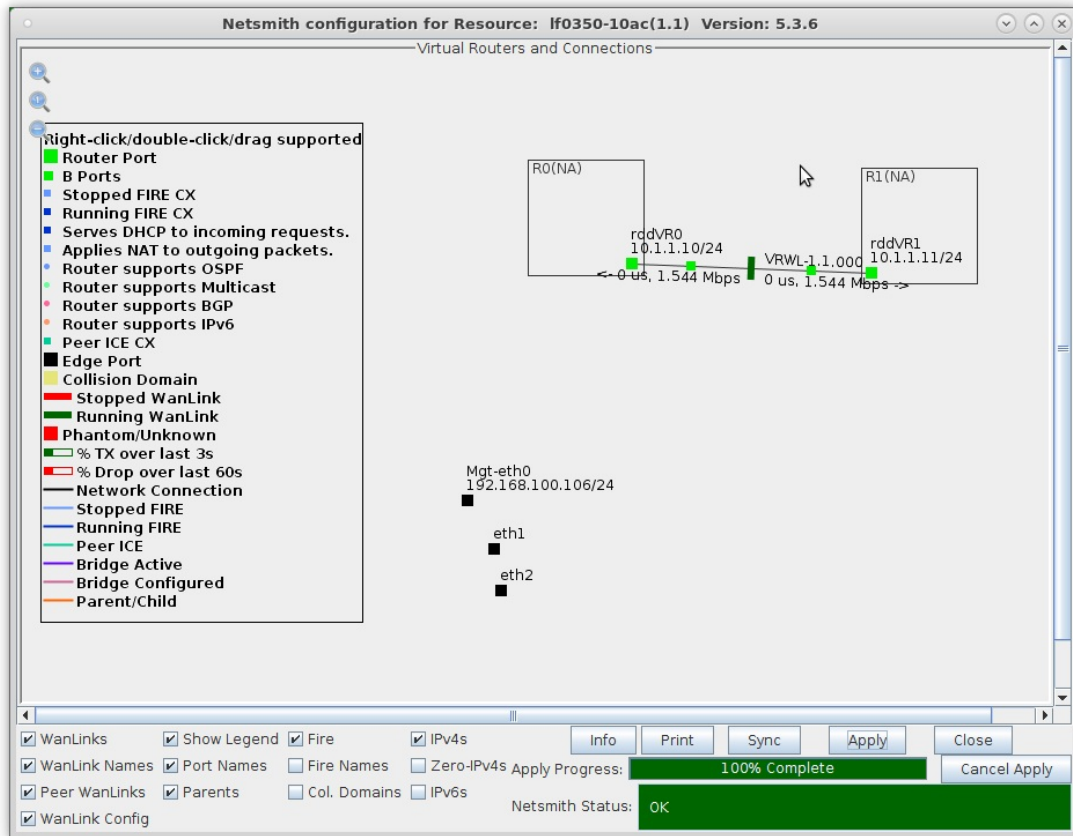 Netsmith configuration for Resource:  lf0350-10ac(1.1)  Version: 5.3.6
Virtual Routers and Connections
Right-click/double-click/drag supported
Router Port
B Ports
Stopped FIRE CX
Running FIRE CX
Serves DHCP to incoming requests.
Applies NAT to outgoing packets.
Router supports OSPF
Router supports Multicast
Router supports BGP
Router supports IPv6
Peer ICE CX
Edge Port
Collision Domain
Stopped WanLink
Running WanLink
Phantom/Unknown
% TX over last 3s
% Drop over last 60s
Network Connection
Stopped FIRE
Running FIRE
Peer ICE
Bridge Active
Bridge Configured
Parent/Child
R0(NA)
rddVR0
10.1.1.10/24
<- 0 us, 1.544 Mbps
VRWL-1.1.000
0 us, 1.544 Mbps ->
R1(NA)
rddVR1
10.1.1.11/24
Mgt-eth0
192.168.100.106/24
eth1
eth2
WanLinks Show Legend Fire IPv4s Info Print Sync Apply Close
WanLink Names Port Names Fire Names Zero-IPv4s Apply Progress: 100% Complete Cancel Apply
Peer WanLinks Parents Col. Domains IPv6s Netsmith Status: OK
WanLink Config